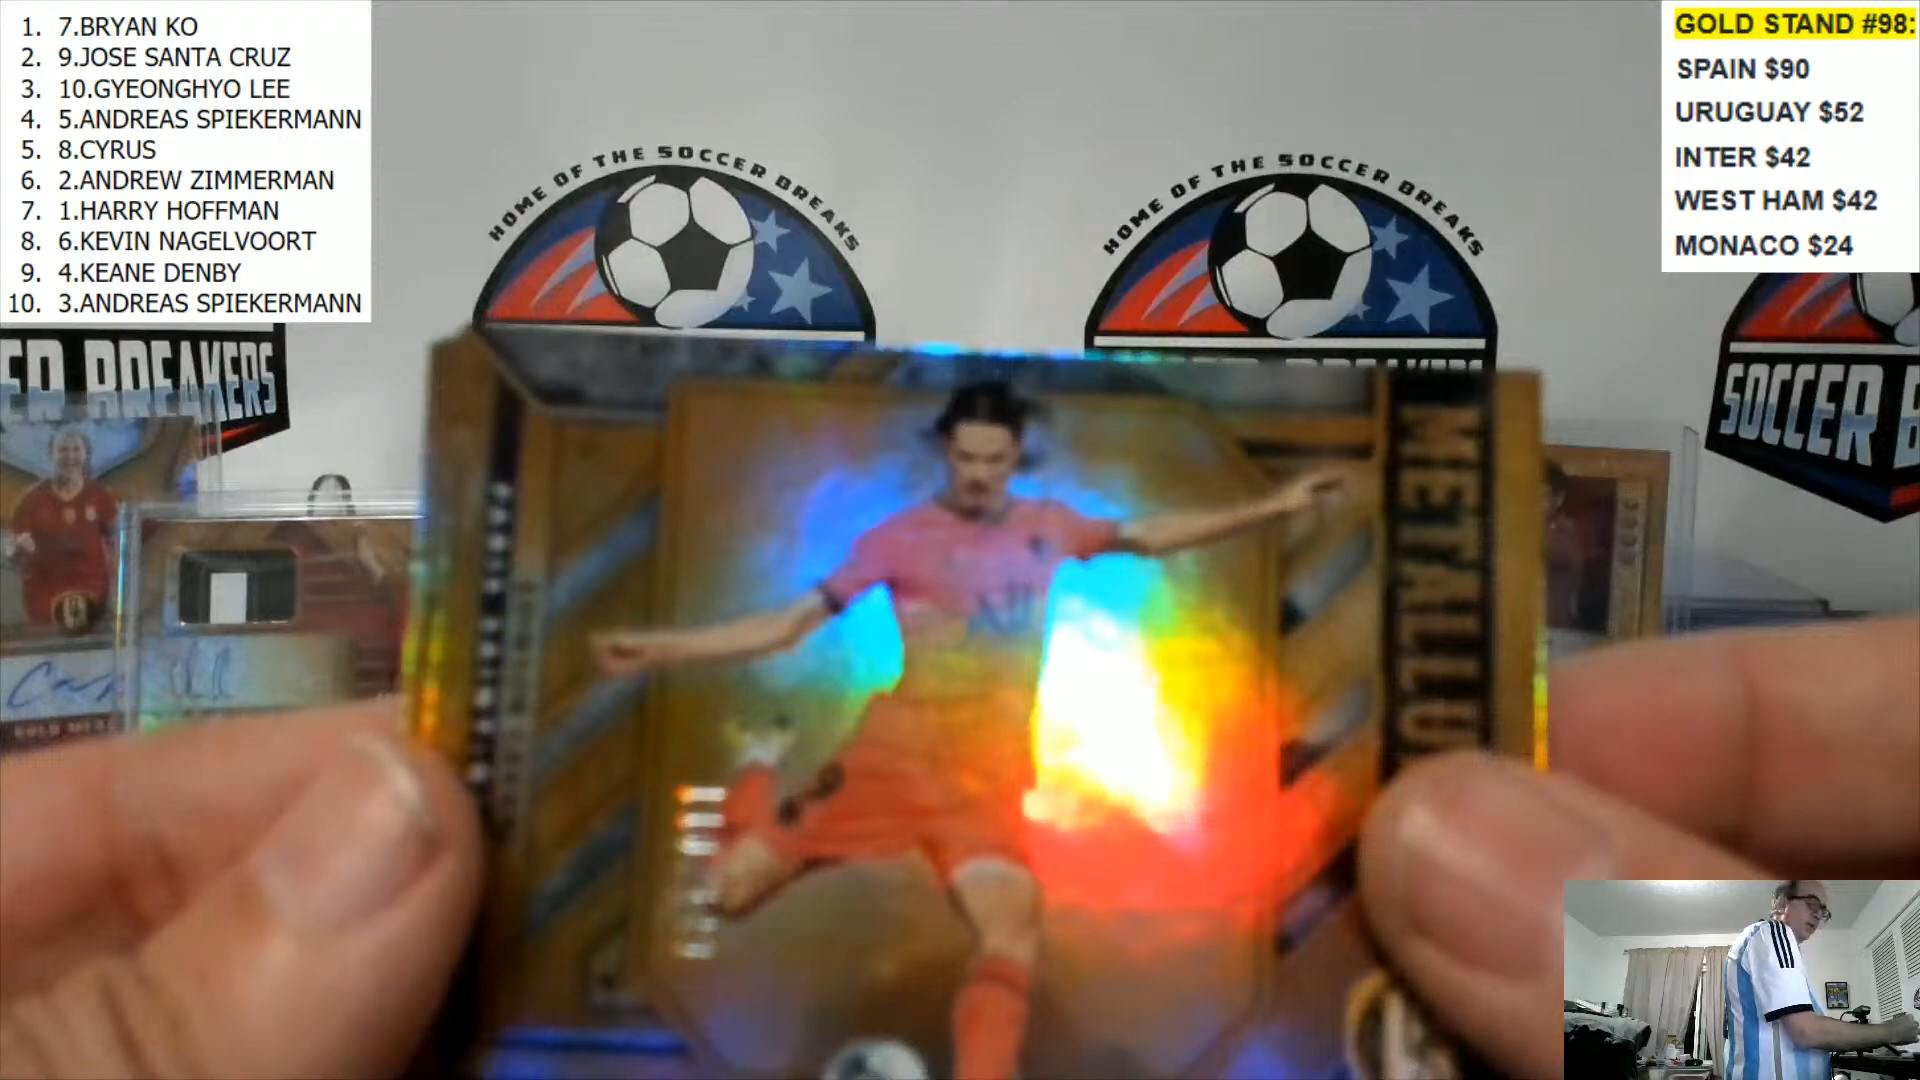 1. 7.BRYAN KO
2. 9.JOSE SANTA CRUZ
3. 10.GYEONGHYO LEE
4. 5.ANDREAS SPIEKERMANN
5. 8.CYRUS
6. 2.ANDREW ZIMMERMAN
7. 1.HARRY HOFFMAN
8. 6.KEVIN NAGELVOORT
9. 4.KEANE DENBY
10. 3.ANDREAS SPIEKERMANN
GOLD STAND #98:
SPAIN $90
URUGUAY $52
INTER $42
WEST HAM $42
MONACO $24
HOME OF THE SOCCER BREAKS
HOME OF THE SOCCER BREAKS
ER BREAKERS
SOCCER B
METALLU